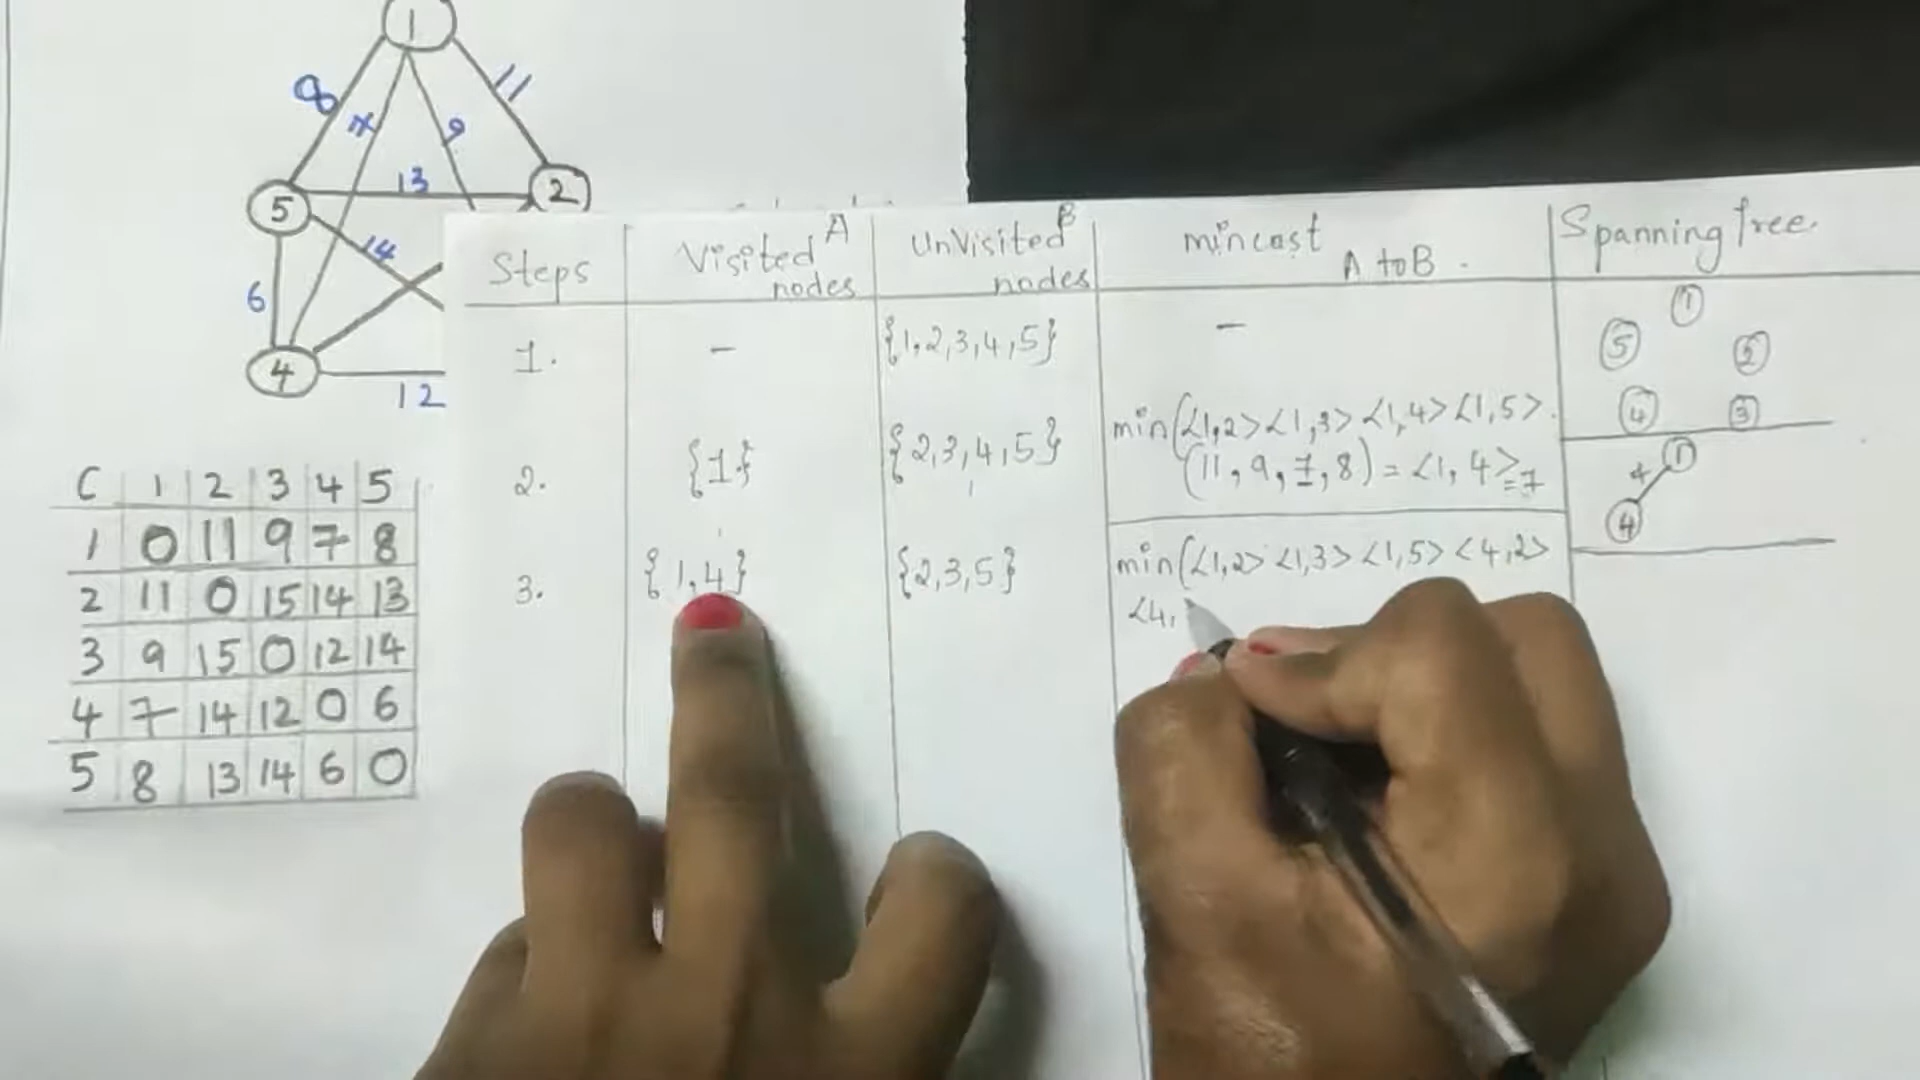 1
8
7
9
11
13
5
2
14
6
4
12
C 1 2 3 4 5
1 0 11 9 7 8
2 11 0 15 14 13
3 9 15 0 12 14
4 7 14 12 0 6
5 8 13 14 6 0
Steps
Visited A
nodes
UnVisited B
nodes
mincost
A to B.
Spanning Tree.
1.
-
{1,2,3,4,5}
-
1
5
2
4
3
2.
{1}
{2,3,4,5}
min(<1,2> <1,3> <1,4> <1,5>.
(11, 9, 7, 8) = <1, 4> = 7
1
4
3.
{1,4}
{2,3,5}
min(<1,2> <1,3> <1,5> <4,2>
<4,